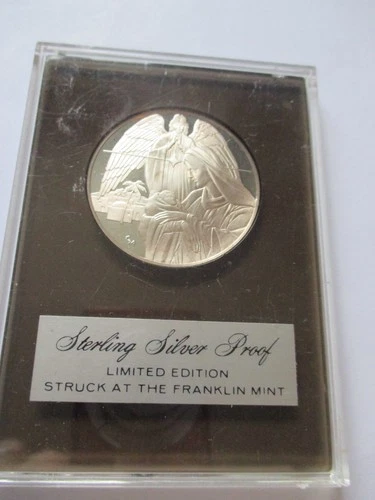 Sterling Silver Proof
LIMITED EDITION
STRUCK AT THE FRANKLIN MINT